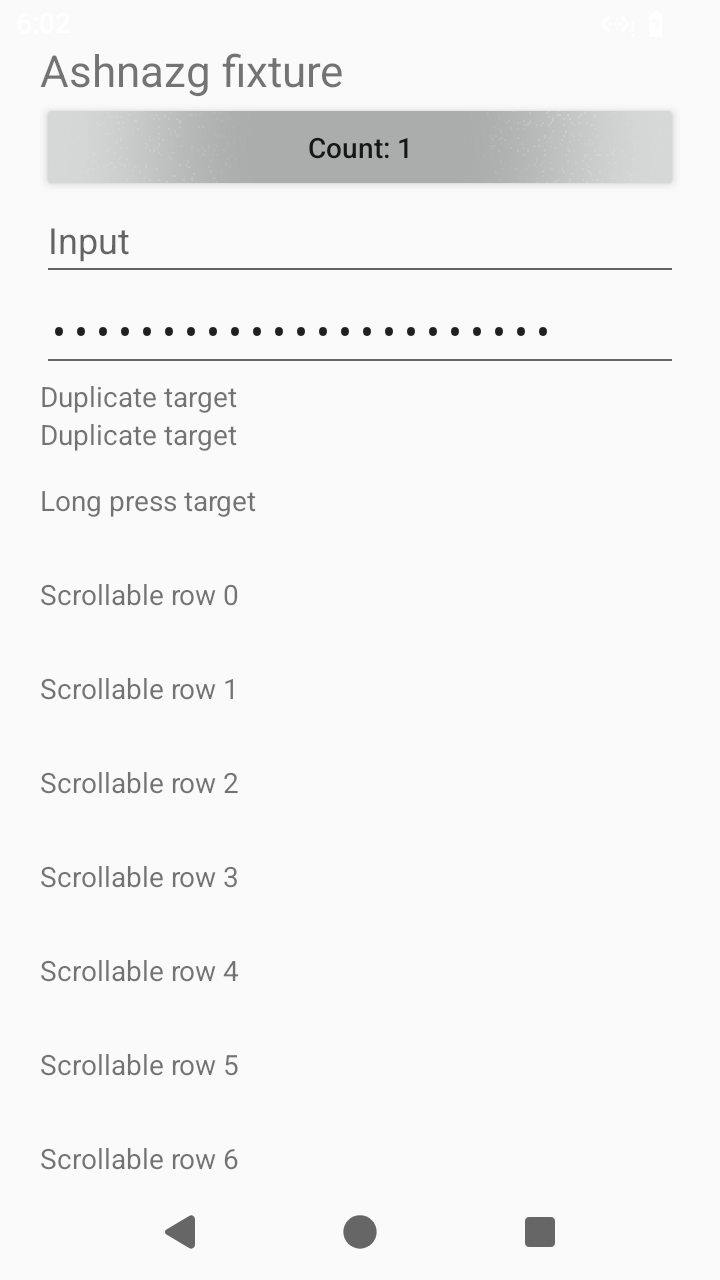 6:02
Ashnazg fixture
Count: 1
Input
•••••••••••••••••••••••
Duplicate target
Duplicate target
Long press target
Scrollable row 0
Scrollable row 1
Scrollable row 2
Scrollable row 3
Scrollable row 4
Scrollable row 5
Scrollable row 6